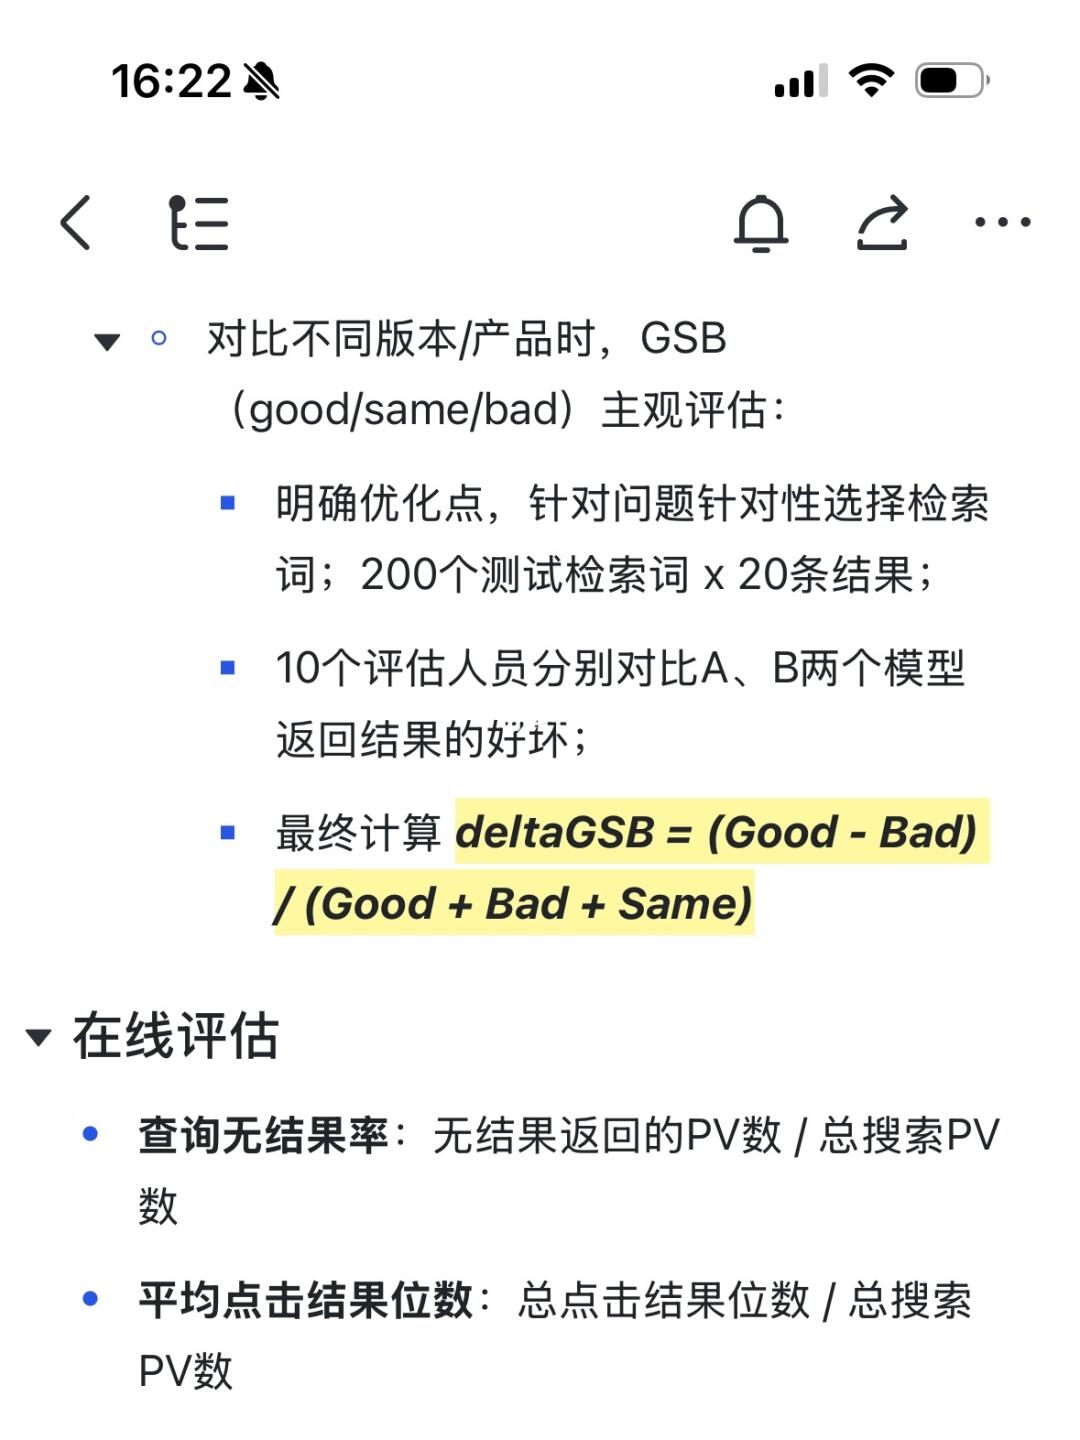 16:22
对比不同版本/产品时，GSB
（good/same/bad）主观评估：
明确优化点，针对问题针对性选择检索
词；200个测试检索词 x 20条结果；
10个评估人员分别对比A、B两个模型
返回结果的好坏；
最终计算 deltaGSB = (Good - Bad)
/ (Good + Bad + Same)
在线评估
查询无结果率：无结果返回的PV数 / 总搜索PV
数
平均点击结果位数：总点击结果位数 / 总搜索
PV数